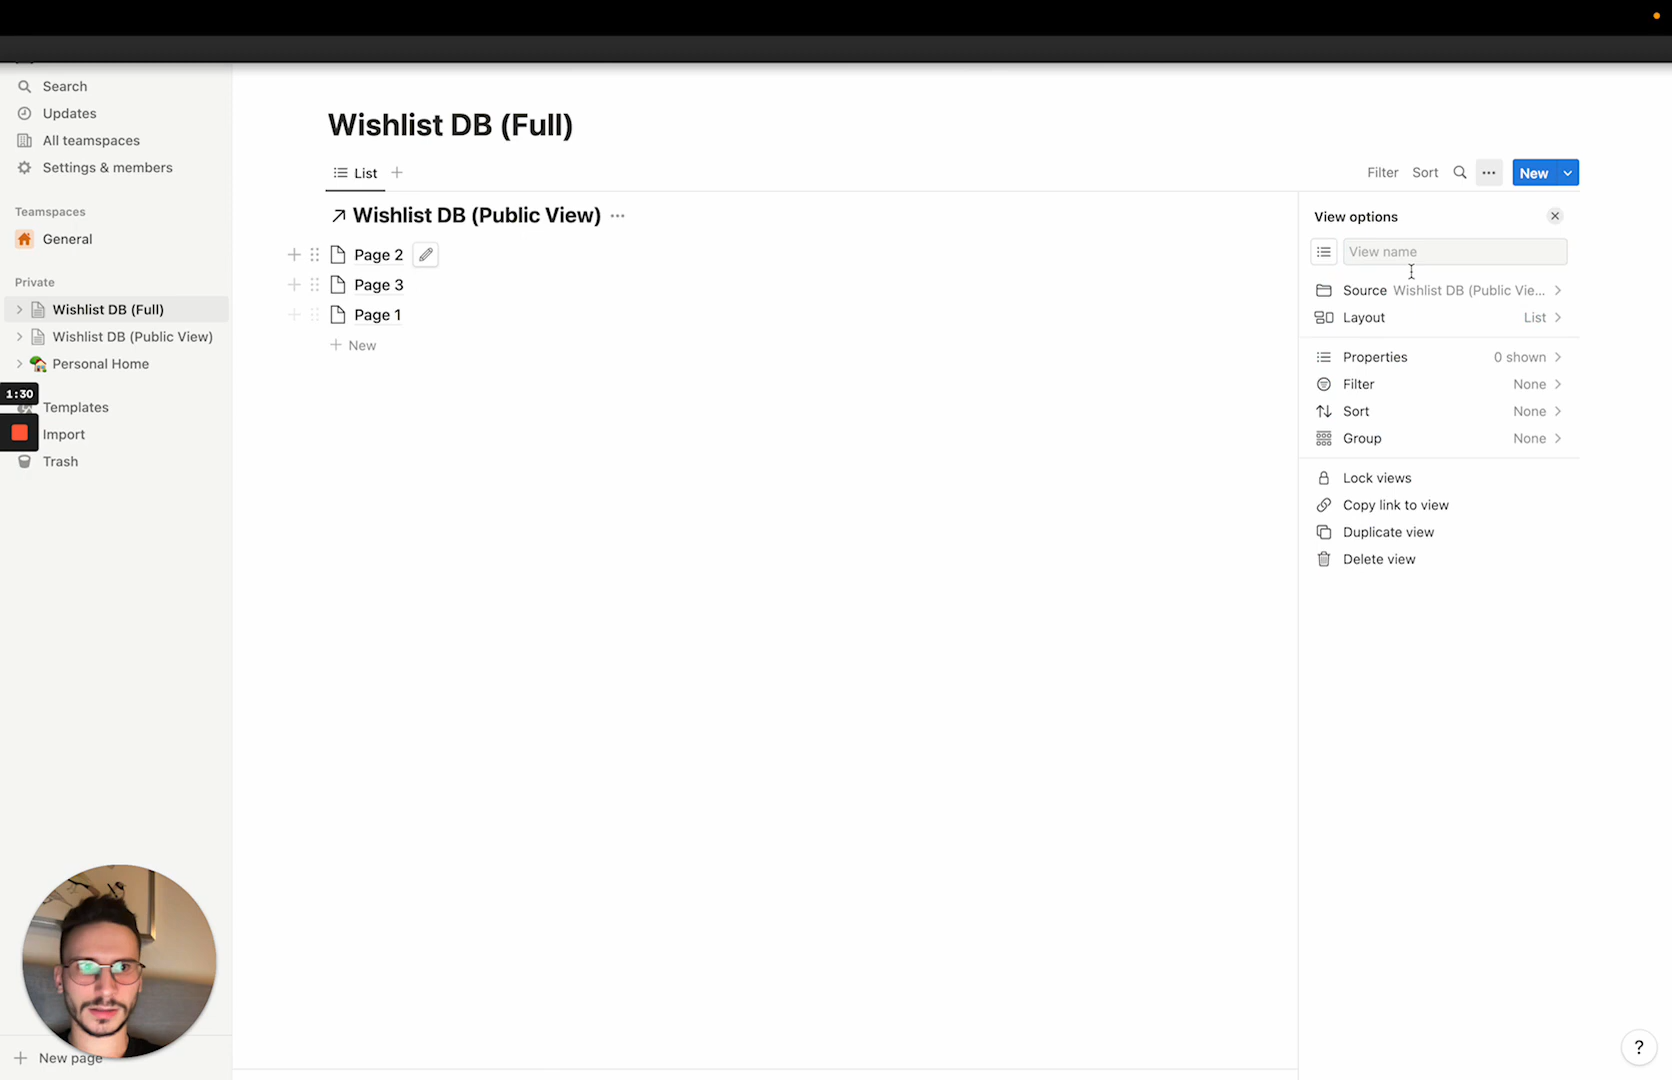 Search
Updates
All teamspaces
Settings & members
Teamspaces
General
Private
Wishlist DB (Full)
Wishlist DB (Public View)
Personal Home
1:30
Templates
Import
Trash
New page
Wishlist DB (Full)
List
Filter Sort New
Wishlist DB (Public View)
Page 2
Page 3
Page 1
New
View options
View name
Source Wishlist DB (Public Vie...
Layout List
Properties 0 shown
Filter None
Sort None
Group None
Lock views
Copy link to view
Duplicate view
Delete view
?